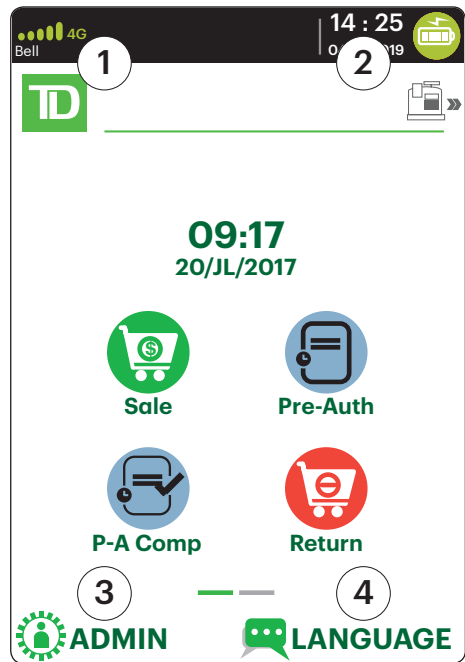 4G
14 : 25
Bell
1
2
TD
09:17
20/JL/2017
Sale
Pre-Auth
P-A Comp
Return
3
4
ADMIN
LANGUAGE